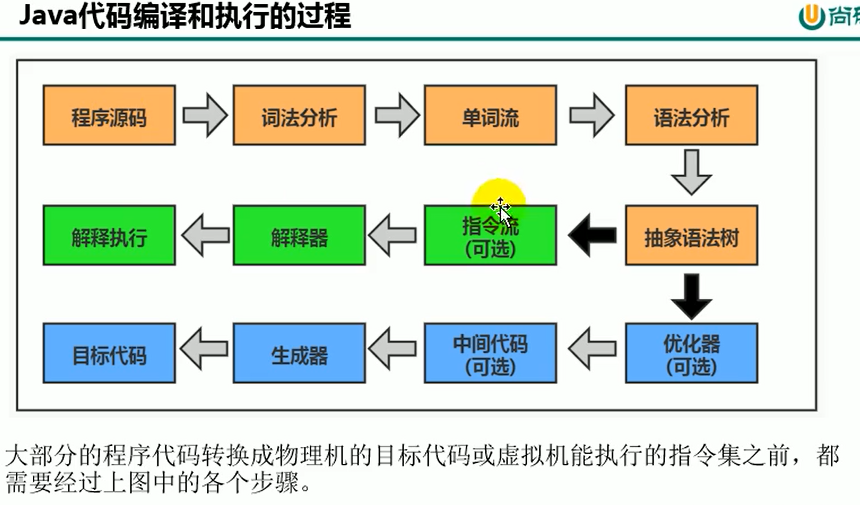 Java代码编译和执行的过程
尚
程序源码
词法分析
单词流
语法分析
解释执行
解释器
指令流
(可选)
抽象语法树
目标代码
生成器
中间代码
(可选)
优化器
(可选)
大部分的程序代码转换成物理机的目标代码或虚拟机能执行的指令集之前，都
需要经过上图中的各个步骤。